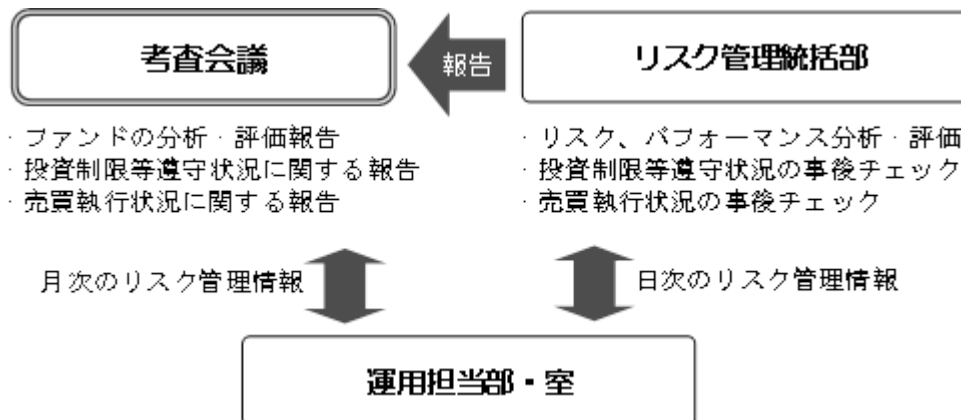 考査会議
報告
リスク管理統括部
・ファンドの分析・評価報告
・投資制限等遵守状況に関する報告
・売買執行状況に関する報告
・リスク、パフォーマンス分析・評価
・投資制限等遵守状況の事後チェック
・売買執行状況の事後チェック
月次のリスク管理情報
日次のリスク管理情報
運用担当部・室